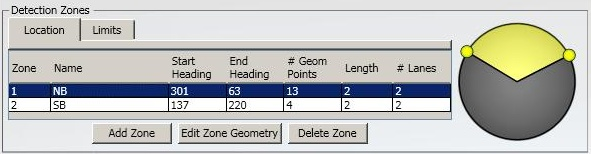 Detection Zones
Location Limits
Zone Name Start Heading End Heading # Geom Points Length # Lanes
1 NB 301 63 13 2 2
2 SB 137 220 4 2 2
Add Zone Edit Zone Geometry Delete Zone